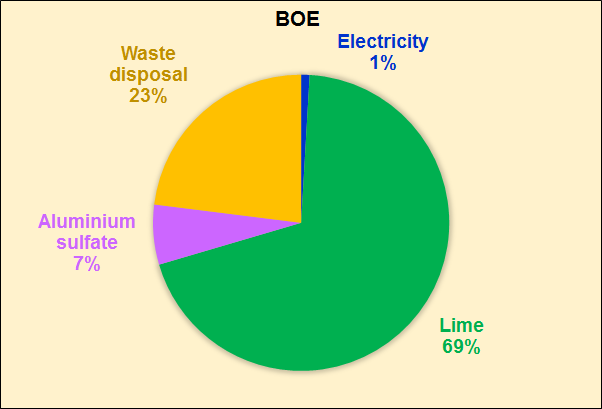 BOE
Electricity
1%
Waste
disposal
23%
Aluminium
sulfate
7%
Lime
69%